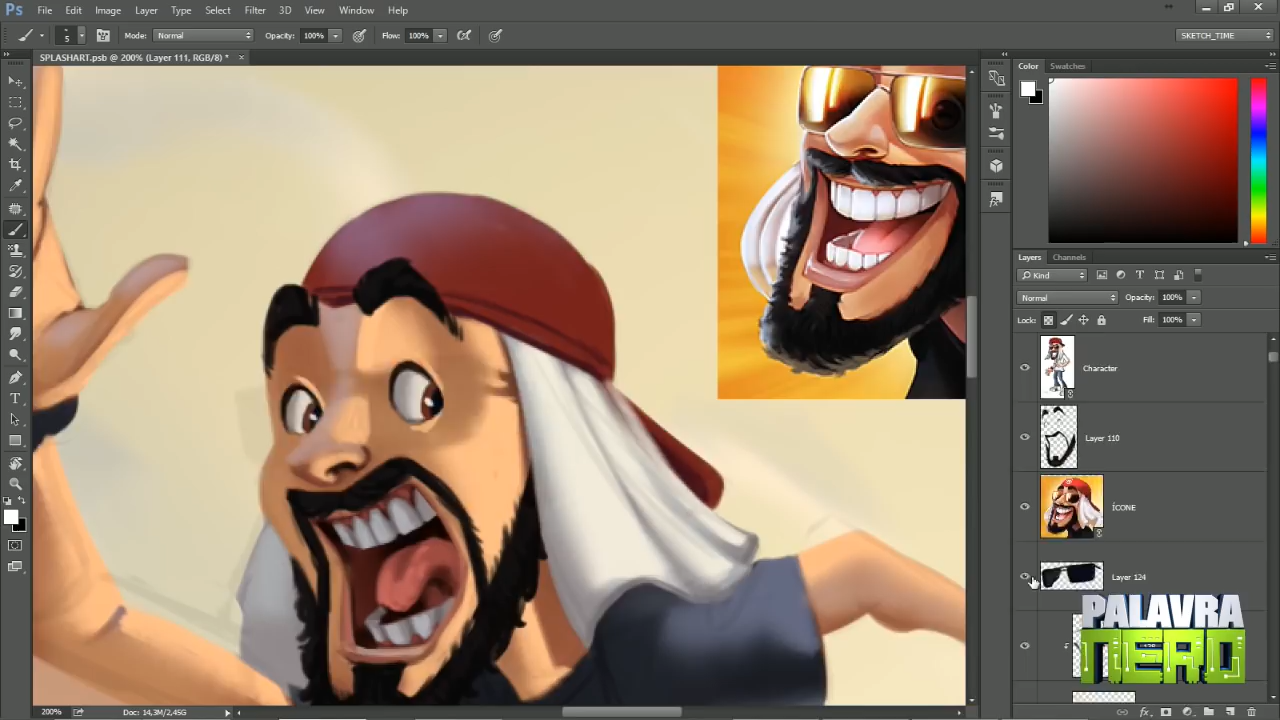 Ps File Edit Image Layer Type Select Filter 3D View Window Help
5 Mode: Normal Opacity: 100% Flow: 100% SKETCH_TIME
SPLASHART.psb @ 200% (Layer 111, RGB/8) *
Color Swatches
Layers Channels
Kind
Normal Opacity: 100%
Lock: Fill: 100%
Character
Layer 110
ÍCONE
Layer 124
PALAVRA
NERD
200% Doc: 14,3M/2,45G